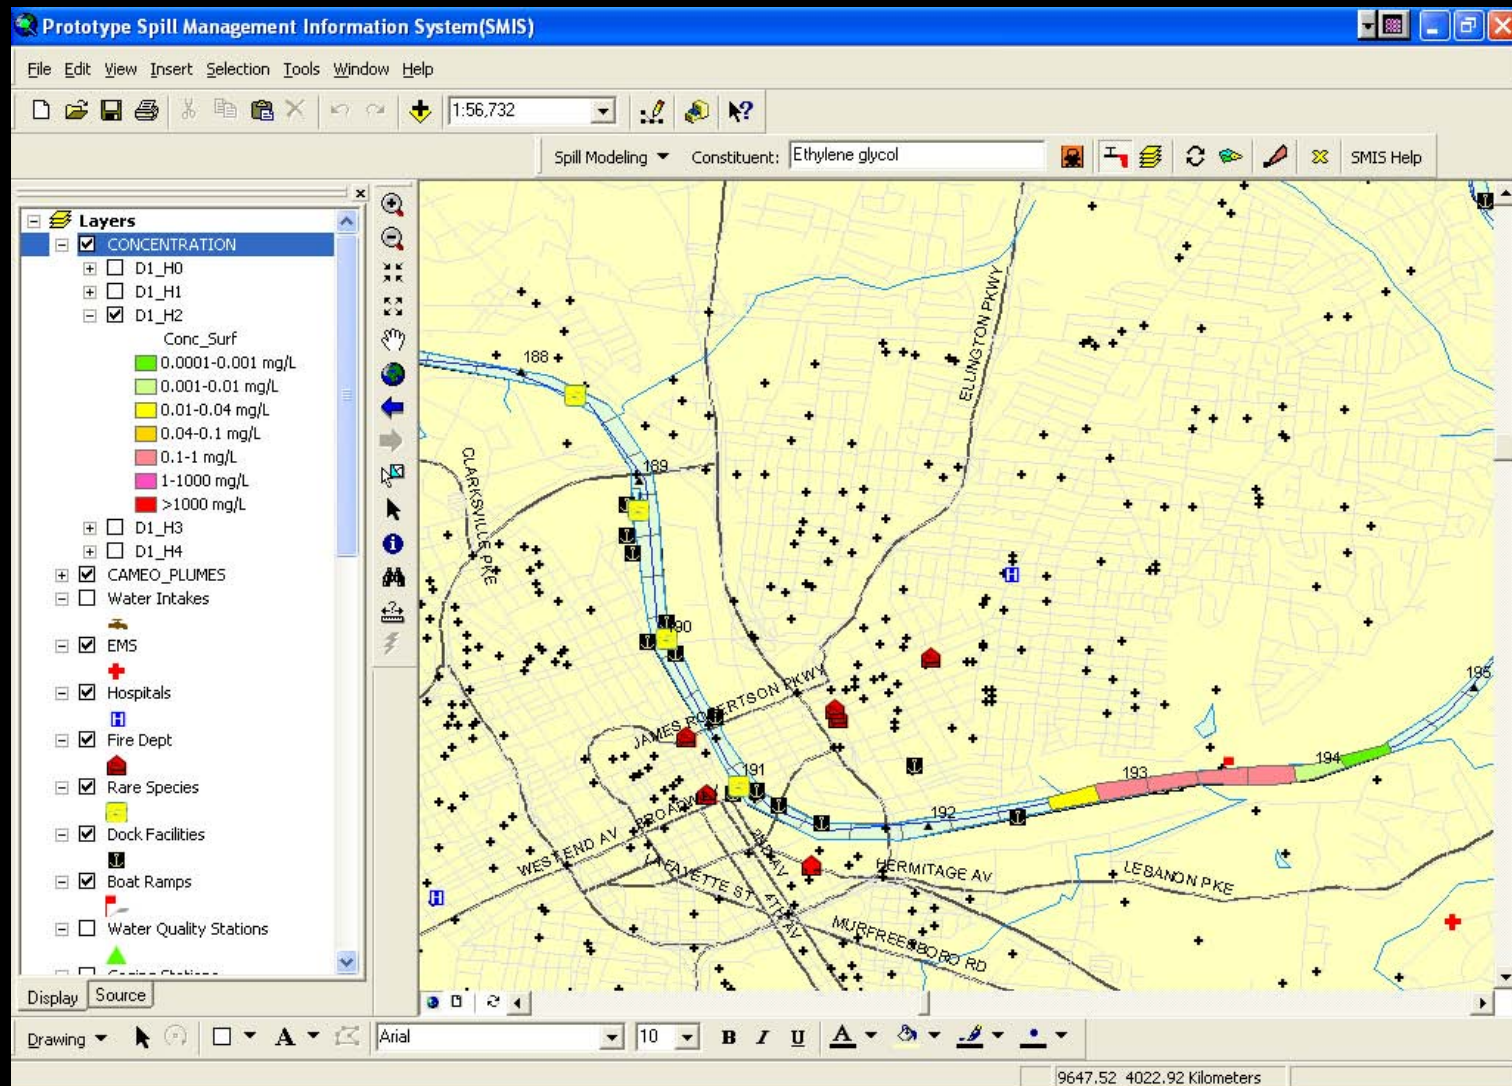 Prototype Spill Management Information System(SMIS)
File Edit View Insert Selection Tools Window Help
1:56,732
Spill Modeling Constituent: Ethylene glycol SMIS Help
Layers
CONCENTRATION
D1_H0
D1_H1
D1_H2
Conc_Surf
0.0001-0.001 mg/L
0.001-0.01 mg/L
0.01-0.04 mg/L
0.04-0.1 mg/L
0.1-1 mg/L
1-1000 mg/L
>1000 mg/L
D1_H3
D1_H4
CAMEO_PLUMES
Water Intakes
EMS
Hospitals
Fire Dept
Rare Species
Dock Facilities
Boat Ramps
Water Quality Stations
Display Source
188
189
90
191
192
193
194
195
ELLINGTON PKWY
CLARKSVILLE PKE
JAMES ROBERTSON PKWY
WEST END AV
BROADWAY
2ND AV
LAFAYETTE ST
4TH AV
HERMITAGE AV
LEBANON PKE
MURFREESBORO RD
Drawing A Arial 10 B I U A
9647.52 4022.92 Kilometers